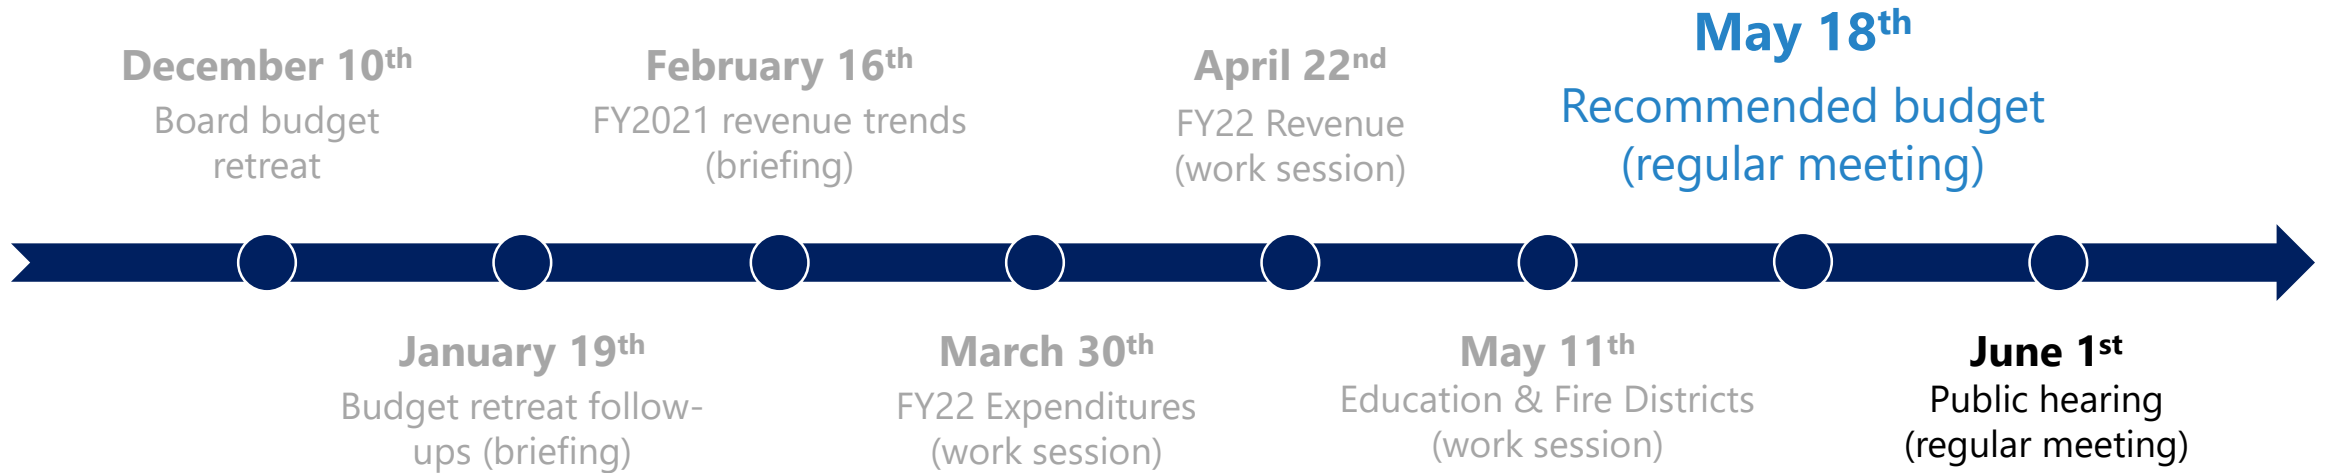 December 10th
Board budget
retreat
January 19th
Budget retreat follow-
ups (briefing)
February 16th
FY2021 revenue trends
(briefing)
March 30th
FY22 Expenditures
(work session)
April 22nd
FY22 Revenue
(work session)
May 11th
Education & Fire Districts
(work session)
May 18th
Recommended budget
(regular meeting)
June 1st
Public hearing
(regular meeting)